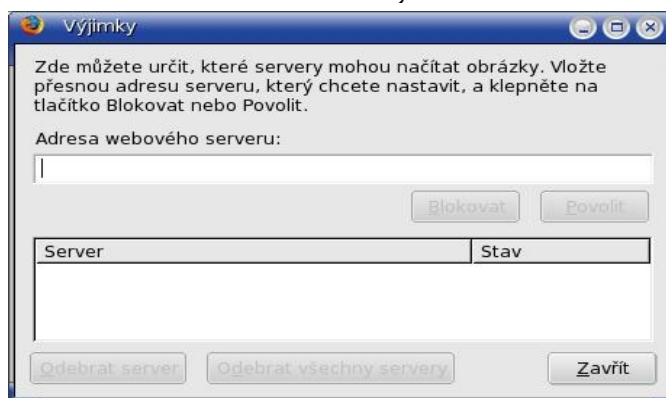 Výjimky
Zde můžete určit, které servery mohou načítat obrázky. Vložte
přesnou adresu serveru, který chcete nastavit, a klepněte na
tlačítko Blokovat nebo Povolit.
Adresa webového serveru:
Blokovat Povolit
Server Stav
Odebrat server Odebrat všechny servery Zavřít